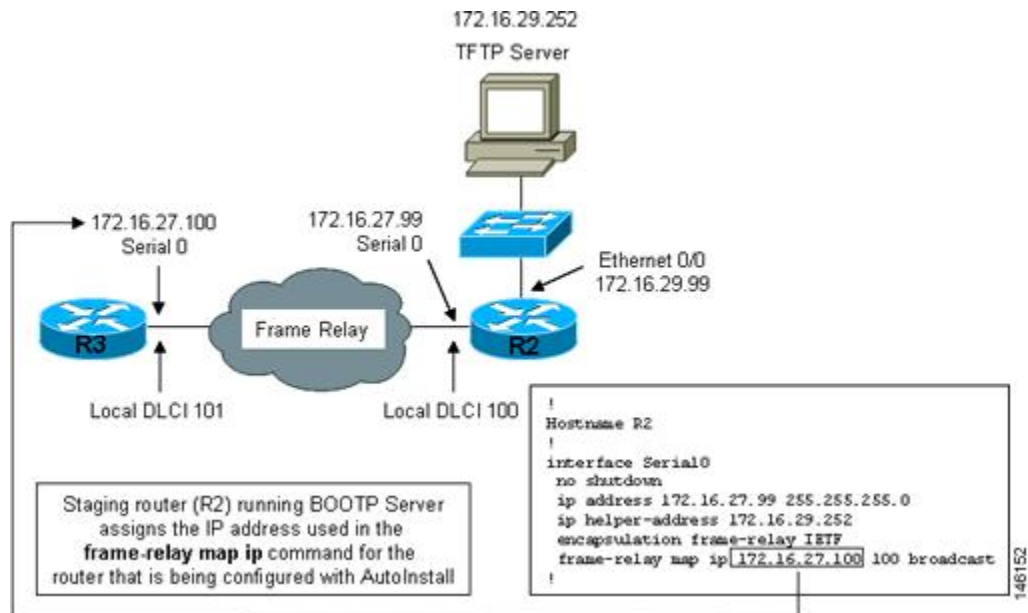 172.16.29.252
TFTP Server
172.16.27.100
Serial 0
172.16.27.99
Serial 0
Ethernet 0/0
172.16.29.99
R3
Frame Relay
R2
Local DLCI 101
Local DLCI 100
Staging router (R2) running BOOTP Server
assigns the IP address used in the
frame-relay map ip command for the
router that is being configured with AutoInstall
!
Hostname R2
!
interface Serial0
no shutdown
ip address 172.16.27.99 255.255.255.0
ip helper-address 172.16.29.252
encapsulation frame-relay IETF
frame-relay map ip 172.16.27.100 100 broadcast
!
146152